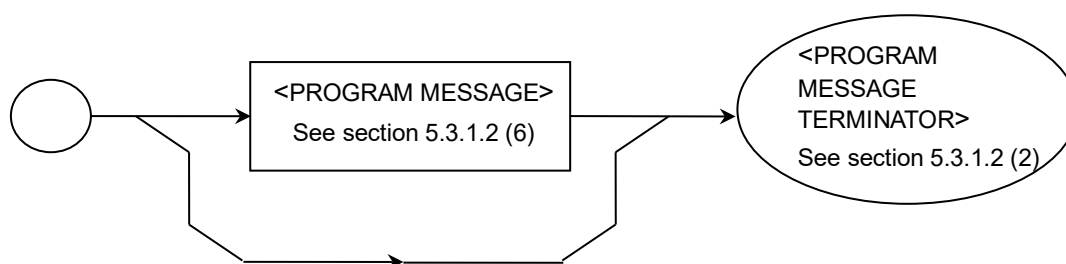 <PROGRAM MESSAGE>
See section 5.3.1.2 (6)
<PROGRAM
MESSAGE
TERMINATOR>
See section 5.3.1.2 (2)